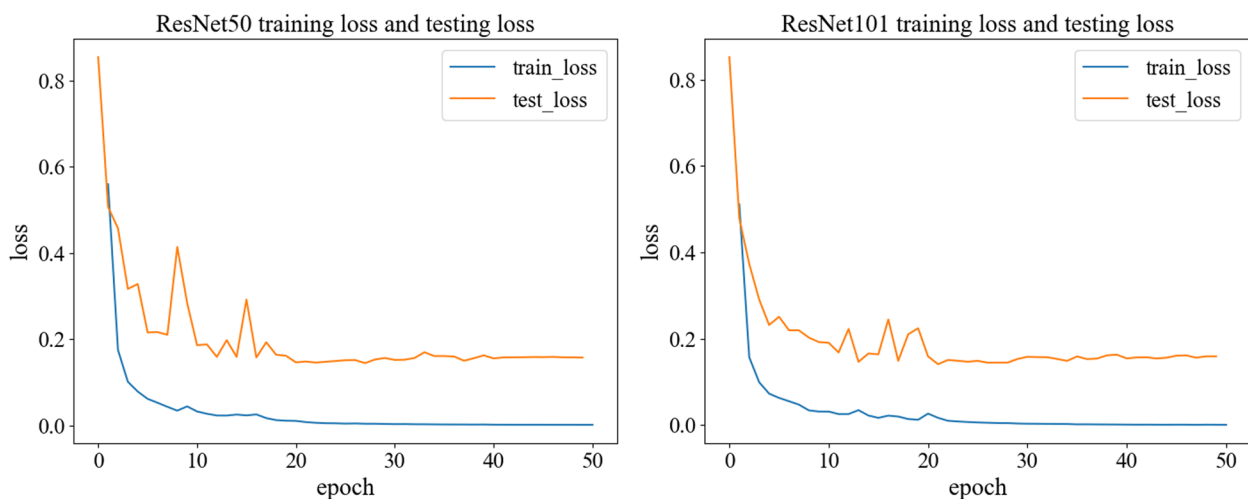 ResNet50 training loss and testing loss
train_loss
test_loss
0.8
0.6
0.4
0.2
0.0
loss
0 10 20 30 40 50
epoch
ResNet101 training loss and testing loss
train_loss
test_loss
0.8
0.6
0.4
0.2
0.0
loss
0 10 20 30 40 50
epoch